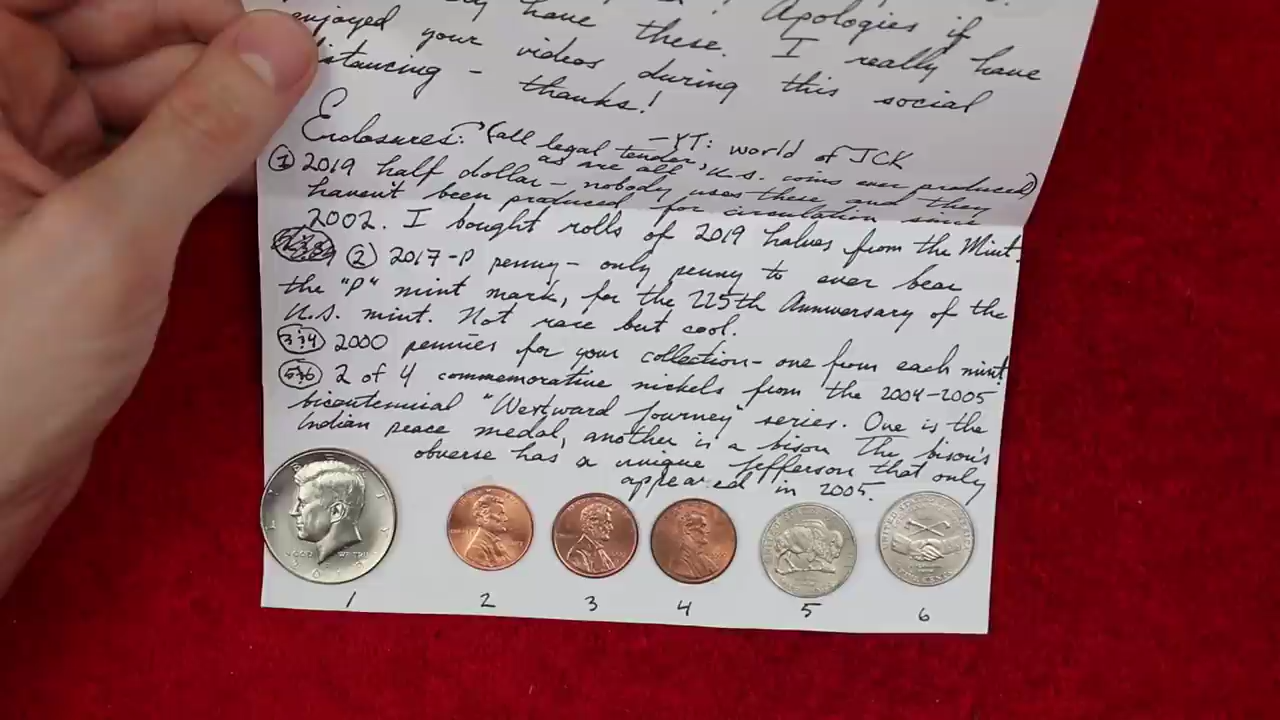 have these. Apologies if
enjoyed your videos during this social
distancing - thanks! I really have
Enclosures: (all legal tender, as are all U.S. coins ever produced)
-YT: world of JCK
① 2019 half dollar - nobody uses these and they
haven't been produced for circulation since
2002. I bought rolls of 2019 halves from the Mint.
② 2017-P penny - only penny to ever bear
the "P" mint mark, for the 225th Anniversary of the
U.S. mint. Not rare but cool.
3&4 2000 pennies for your collection - one from each mint
5&6 2 of 4 commemorative nickels from the 2004-2005
bicentennial "Westward Journey" series. One is the
Indian peace medal, another is a bison. The bison's
obverse has a unique Jefferson that only
appeared in 2005.
1 2 3 4 5 6